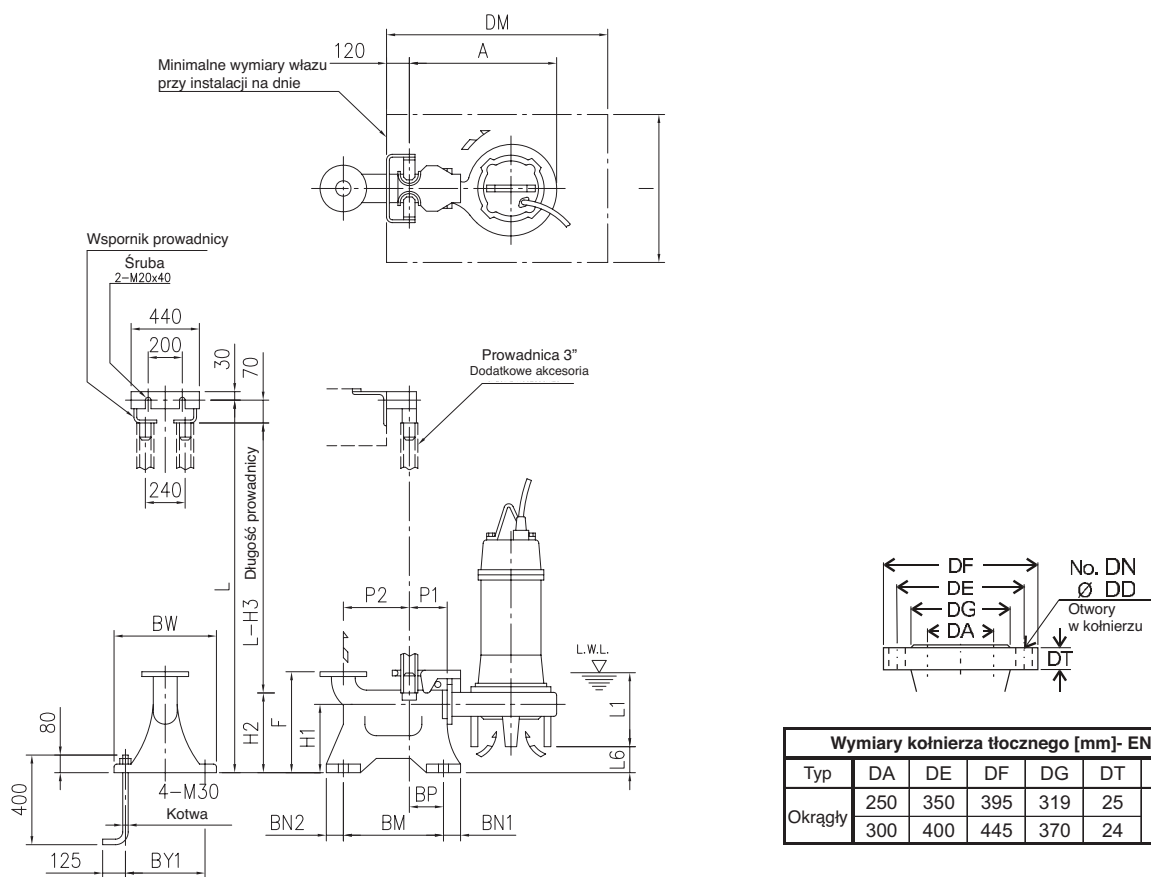 DM
120
A
Minimalne wymiary włazu
przy instalacji na dnie
I
Wspornik prowadnicy
Śruba
2-M20x40
440
200
30
70
Prowadnica 3”
Dodatkowe akcesoria
240
Długość prowadnicy
L
L-H3
P2
P1
BW
L.W.L.
80
H2
F
H1
L1
L6
400
4-M30
Kotwa
BP
BN2
BM
BN1
125
BY1
DF
DE
DG
DA
No. DN
Ø DD
Otwory
w kołnierzu
DT
Wymiary kołnierza tłocznego [mm]- EN
Typ DA DE DF DG DT
Okrągły 250 350 395 319 25
300 400 445 370 24